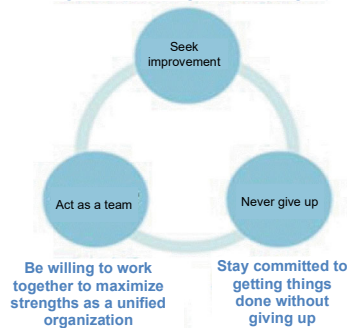 Seek
improvement
Act as a team
Never give up
Be willing to work
together to maximize
strengths as a unified
organization
Stay committed to
getting things
done without
giving up